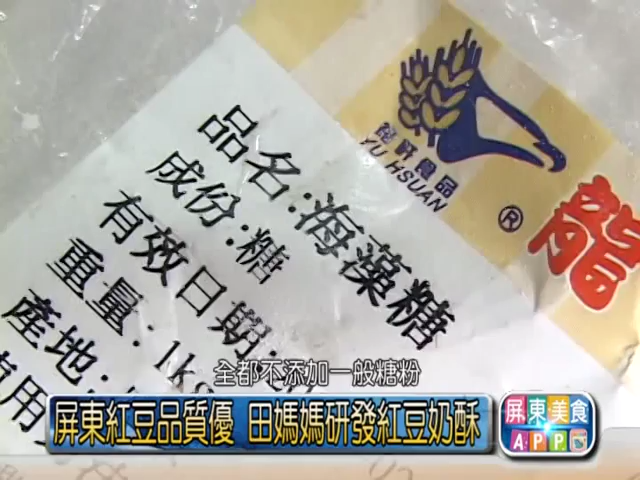 YU HSUAN
®
龍
品名:海藻糖
成份:糖
有效日期:
重量:1k
產地:
全都不添加一般糖粉
屏東紅豆品質優 田媽媽研發紅豆奶酥
屏東美食
APP